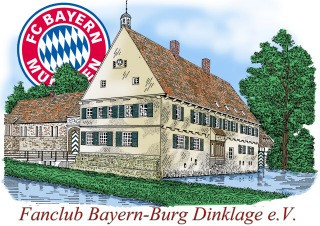 FC BAYERN
MÜNCHEN
Fanclub Bayern-Burg Dinklage e.V.